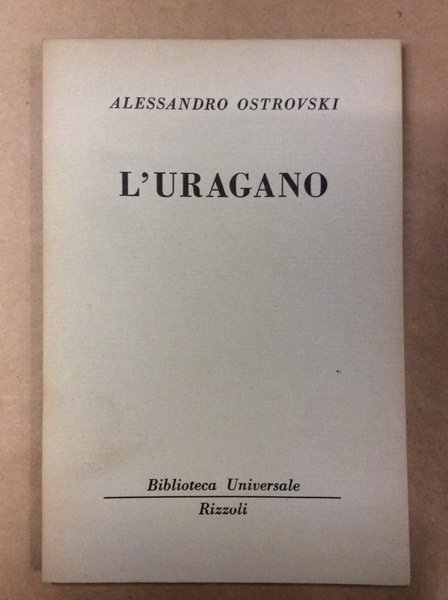 ALESSANDRO OSTROVSKI
L'URAGANO
Biblioteca Universale
Rizzoli